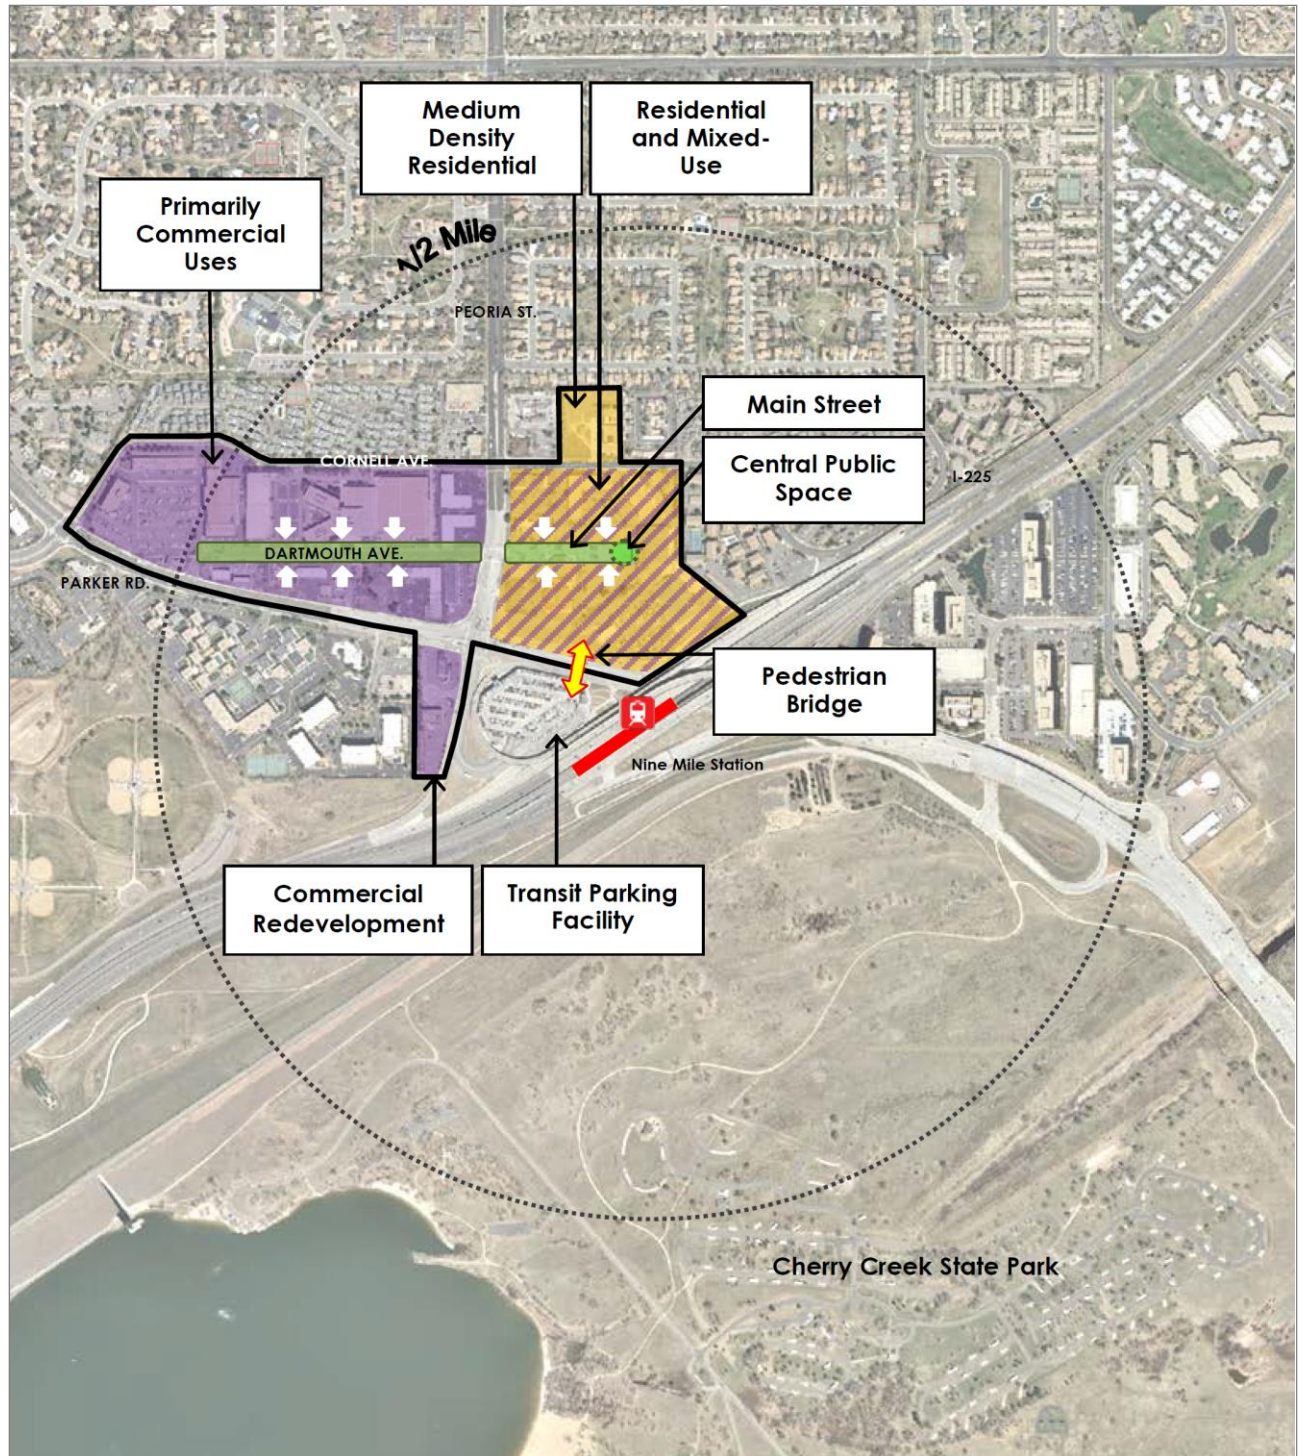 Medium
Density
Residential
Residential
and Mixed-
Use
Primarily
Commercial
Uses
1/2 Mile
PEORIA ST.
Main Street
Central Public
Space
CORNELL AVE.
I-225
DARTMOUTH AVE.
PARKER RD.
Pedestrian
Bridge
Nine Mile Station
Commercial
Redevelopment
Transit Parking
Facility
Cherry Creek State Park